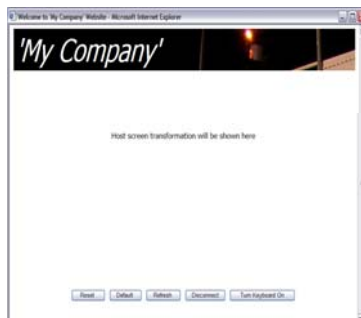 Welcome to 'My Company' Website - Microsoft Internet Explorer
'My Company'
Host screen transformation will be shown here
Reset Default Refresh Disconnect Turn Keyboard On